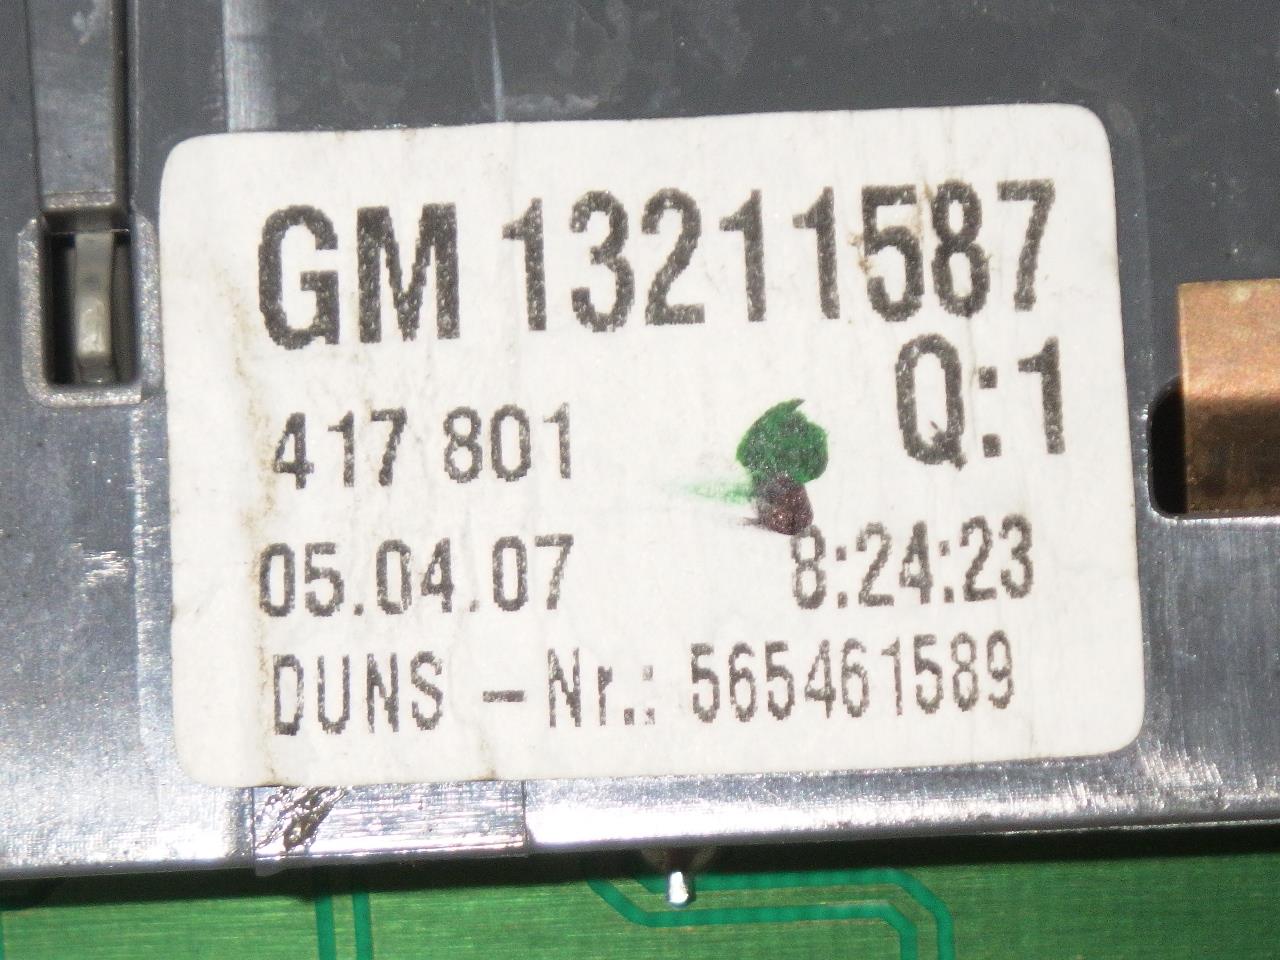 GM 13211587
Q:1
417 801
05.04.07 8:24:23
DUNS - Nr.: 565461589